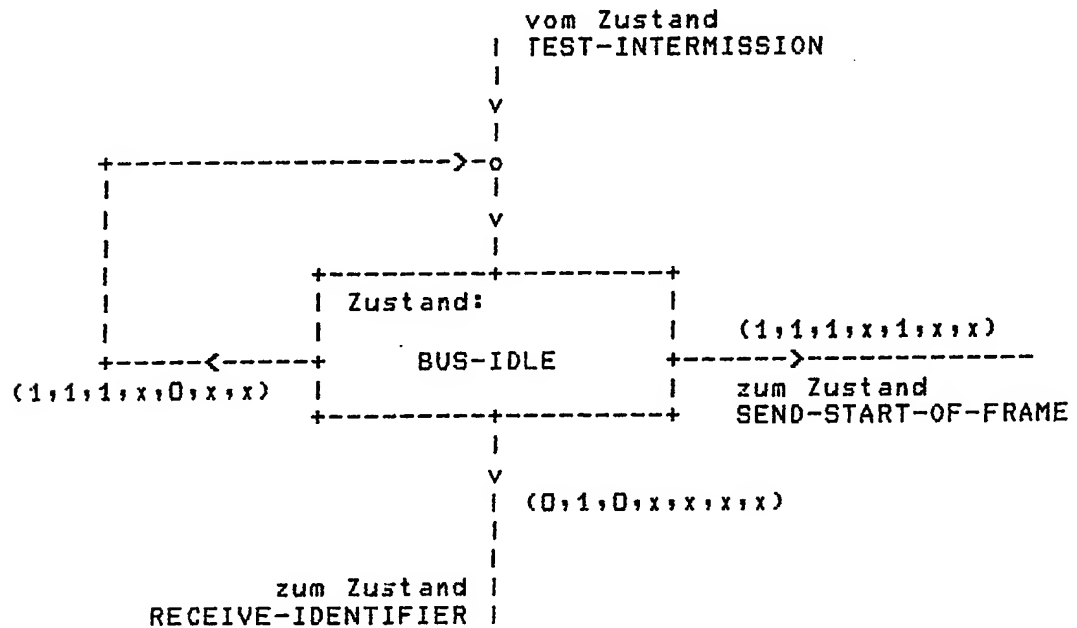 vom Zustand
TEST-INTERMISSION
Zustand:
BUS-IDLE
(1,1,1,x,1,x,x)
(1,1,1,x,0,x,x)
zum Zustand
SEND-START-OF-FRAME
(0,1,0,x,x,x,x)
zum Zustand
RECEIVE-IDENTIFIER